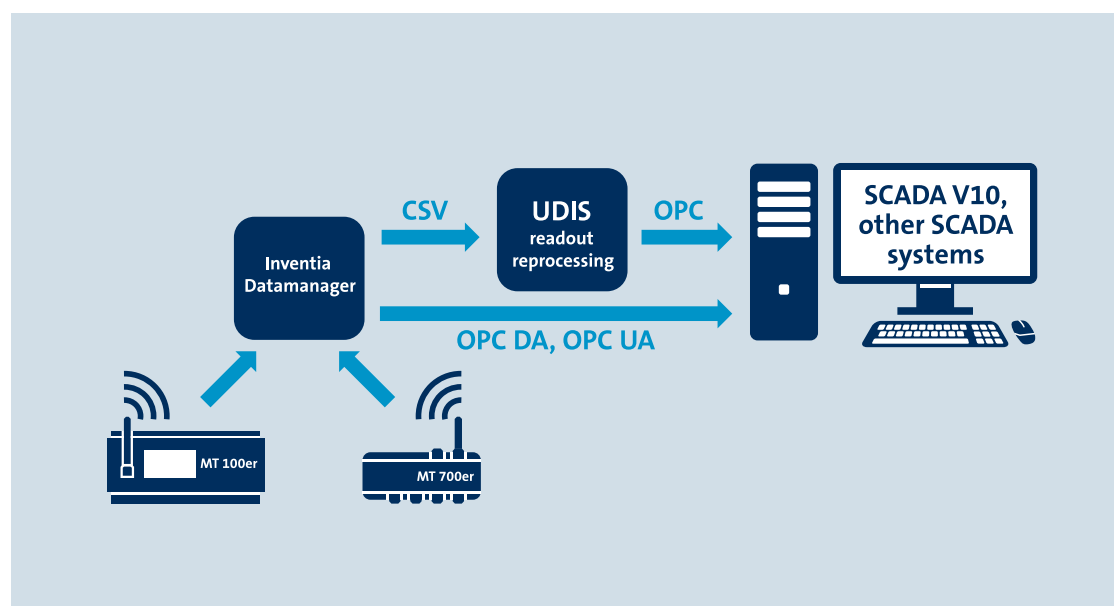 CSV
UDIS
readout
reprocessing
OPC
SCADA V10,
other SCADA
systems
Inventia
Datamanager
OPC DA, OPC UA
MT 100er
MT 700er